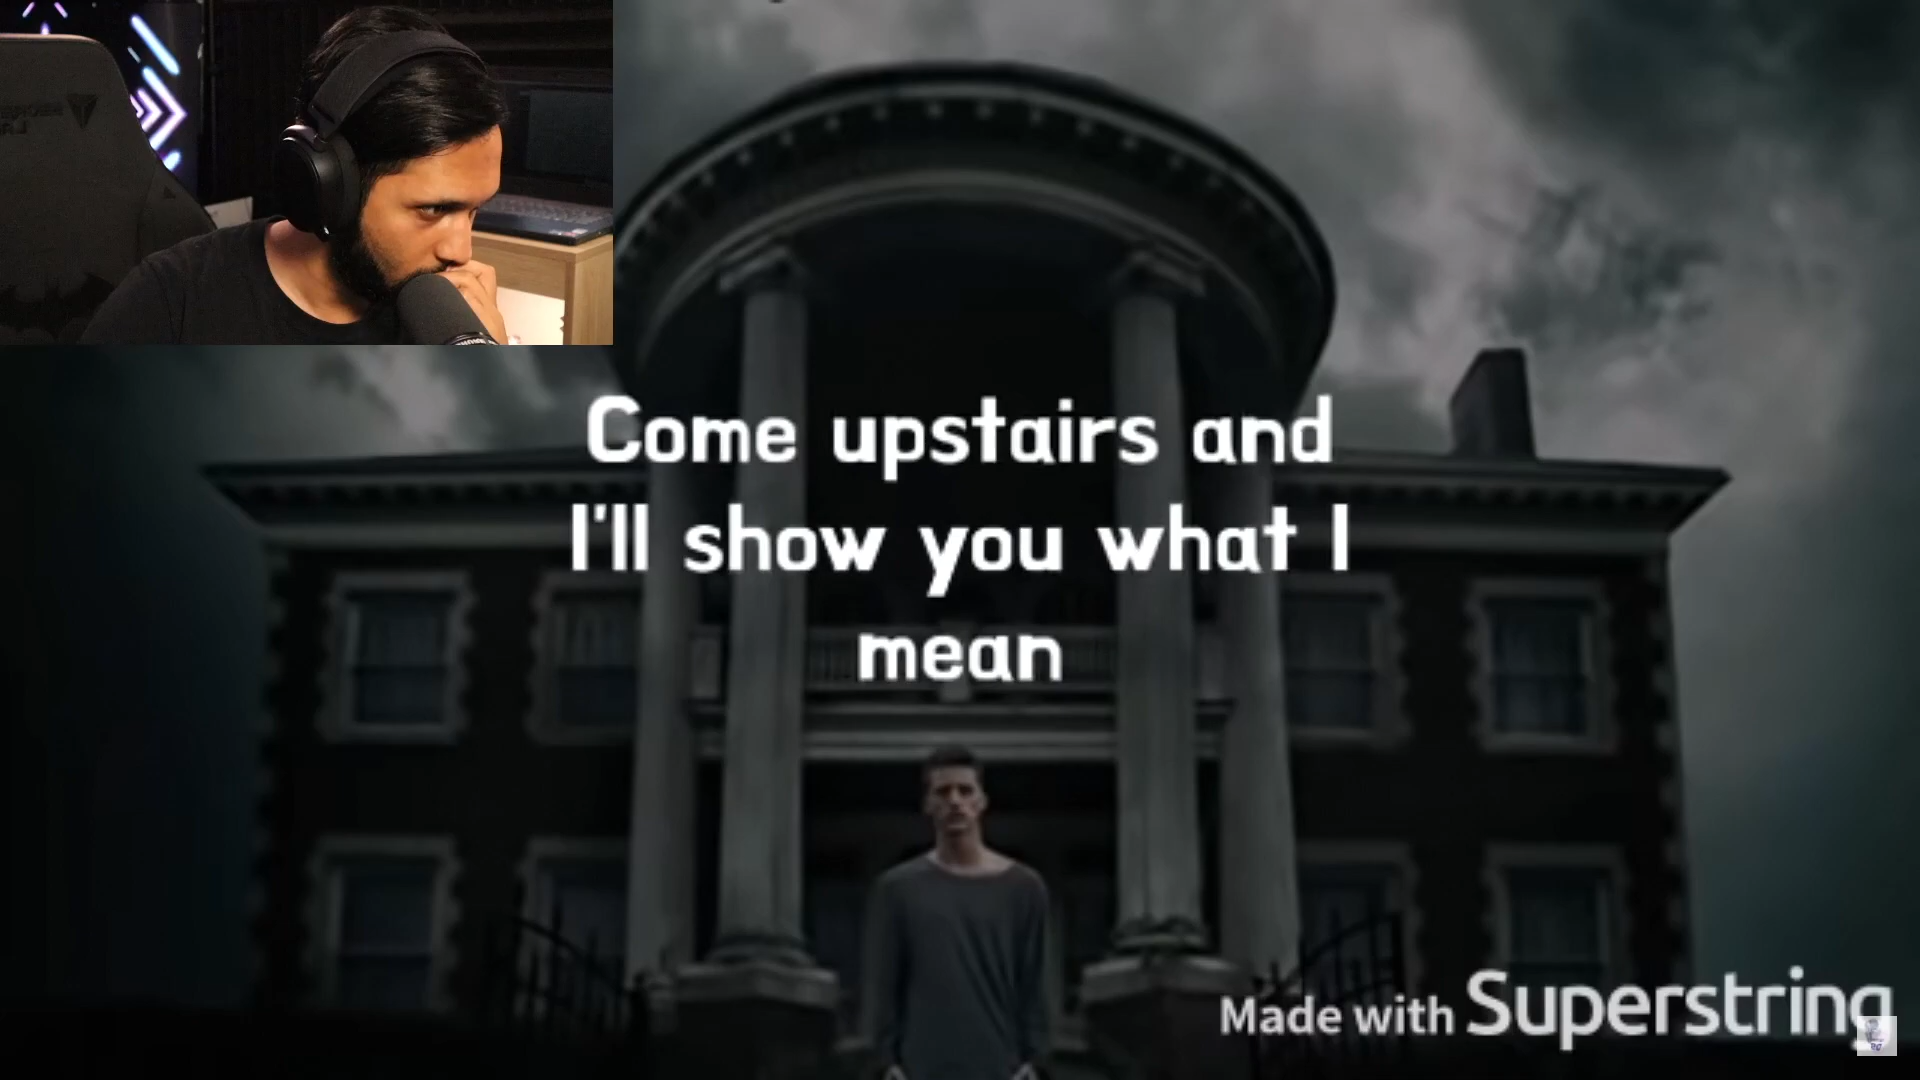 Come upstairs and
I'll show you what I
mean
Made with Superstring